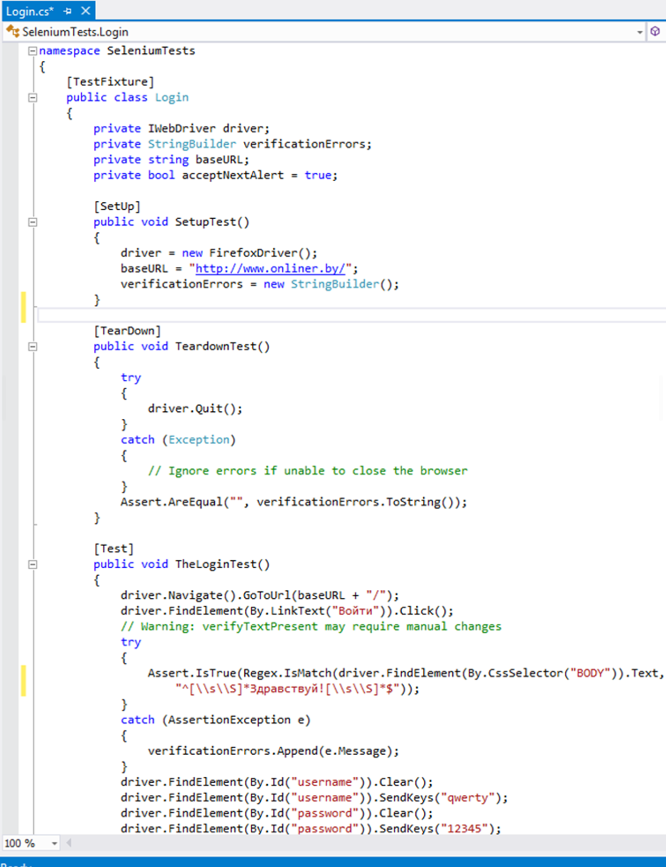 Login.cs*
SeleniumTests.Login
namespace SeleniumTests
{
    [TestFixture]
    public class Login
    {
        private IWebDriver driver;
        private StringBuilder verificationErrors;
        private string baseURL;
        private bool acceptNextAlert = true;

        [SetUp]
        public void SetupTest()
        {
            driver = new FirefoxDriver();
            baseURL = "http://www.onliner.by/";
            verificationErrors = new StringBuilder();
        }

        [TearDown]
        public void TeardownTest()
        {
            try
            {
                driver.Quit();
            }
            catch (Exception)
            {
                // Ignore errors if unable to close the browser
            }
            Assert.AreEqual("", verificationErrors.ToString());
        }

        [Test]
        public void TheLoginTest()
        {
            driver.Navigate().GoToUrl(baseURL + "/");
            driver.FindElement(By.LinkText("Войти")).Click();
            // Warning: verifyTextPresent may require manual changes
            try
            {
                Assert.IsTrue(Regex.IsMatch(driver.FindElement(By.CssSelector("BODY")).Text,
                    "^[\\s\\S]*Здравствуй![\\s\\S]*$"));
            }
            catch (AssertionException e)
            {
                verificationErrors.Append(e.Message);
            }
            driver.FindElement(By.Id("username")).Clear();
            driver.FindElement(By.Id("username")).SendKeys("qwerty");
            driver.FindElement(By.Id("password")).Clear();
            driver.FindElement(By.Id("password")).SendKeys("12345");
100 %